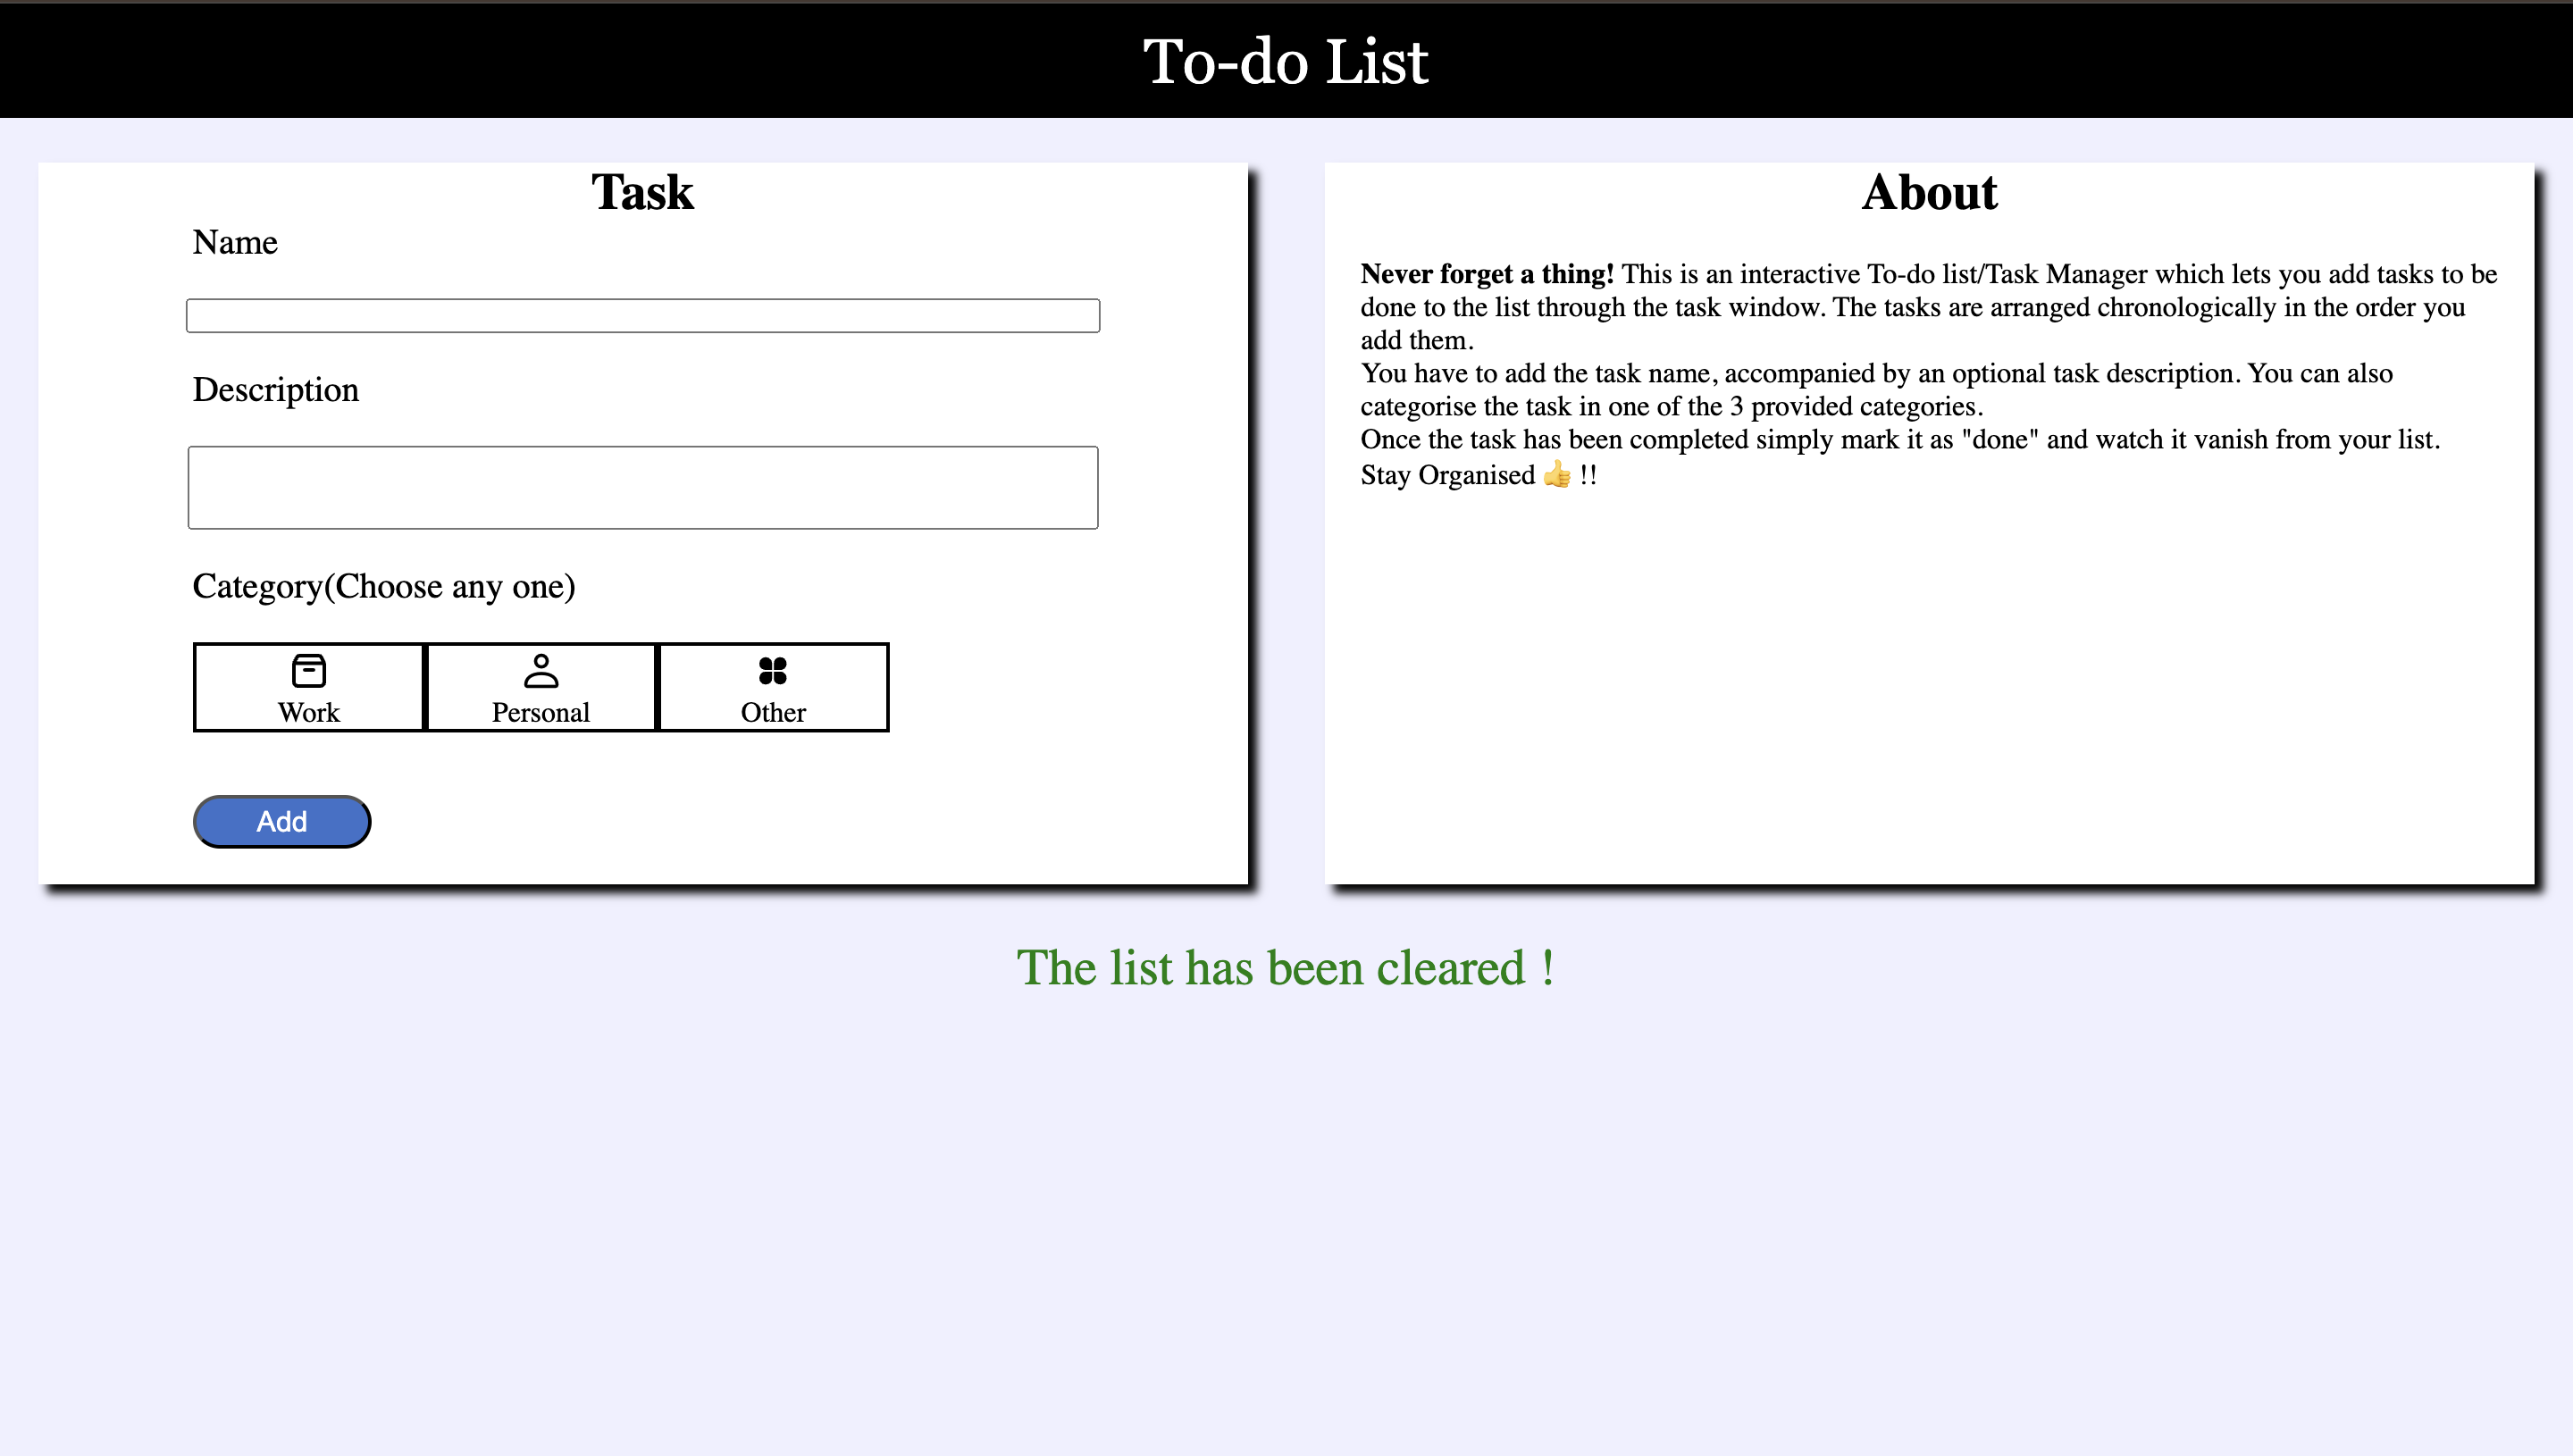 To-do List
Task
Name
Description
Category(Choose any one)
Work
Personal
Other
Add
About
Never forget a thing! This is an interactive To-do list/Task Manager which lets you add tasks to be
done to the list through the task window. The tasks are arranged chronologically in the order you
add them.
You have to add the task name, accompanied by an optional task description. You can also
categorise the task in one of the 3 provided categories.
Once the task has been completed simply mark it as "done" and watch it vanish from your list.
Stay Organised 👍 !!
The list has been cleared !